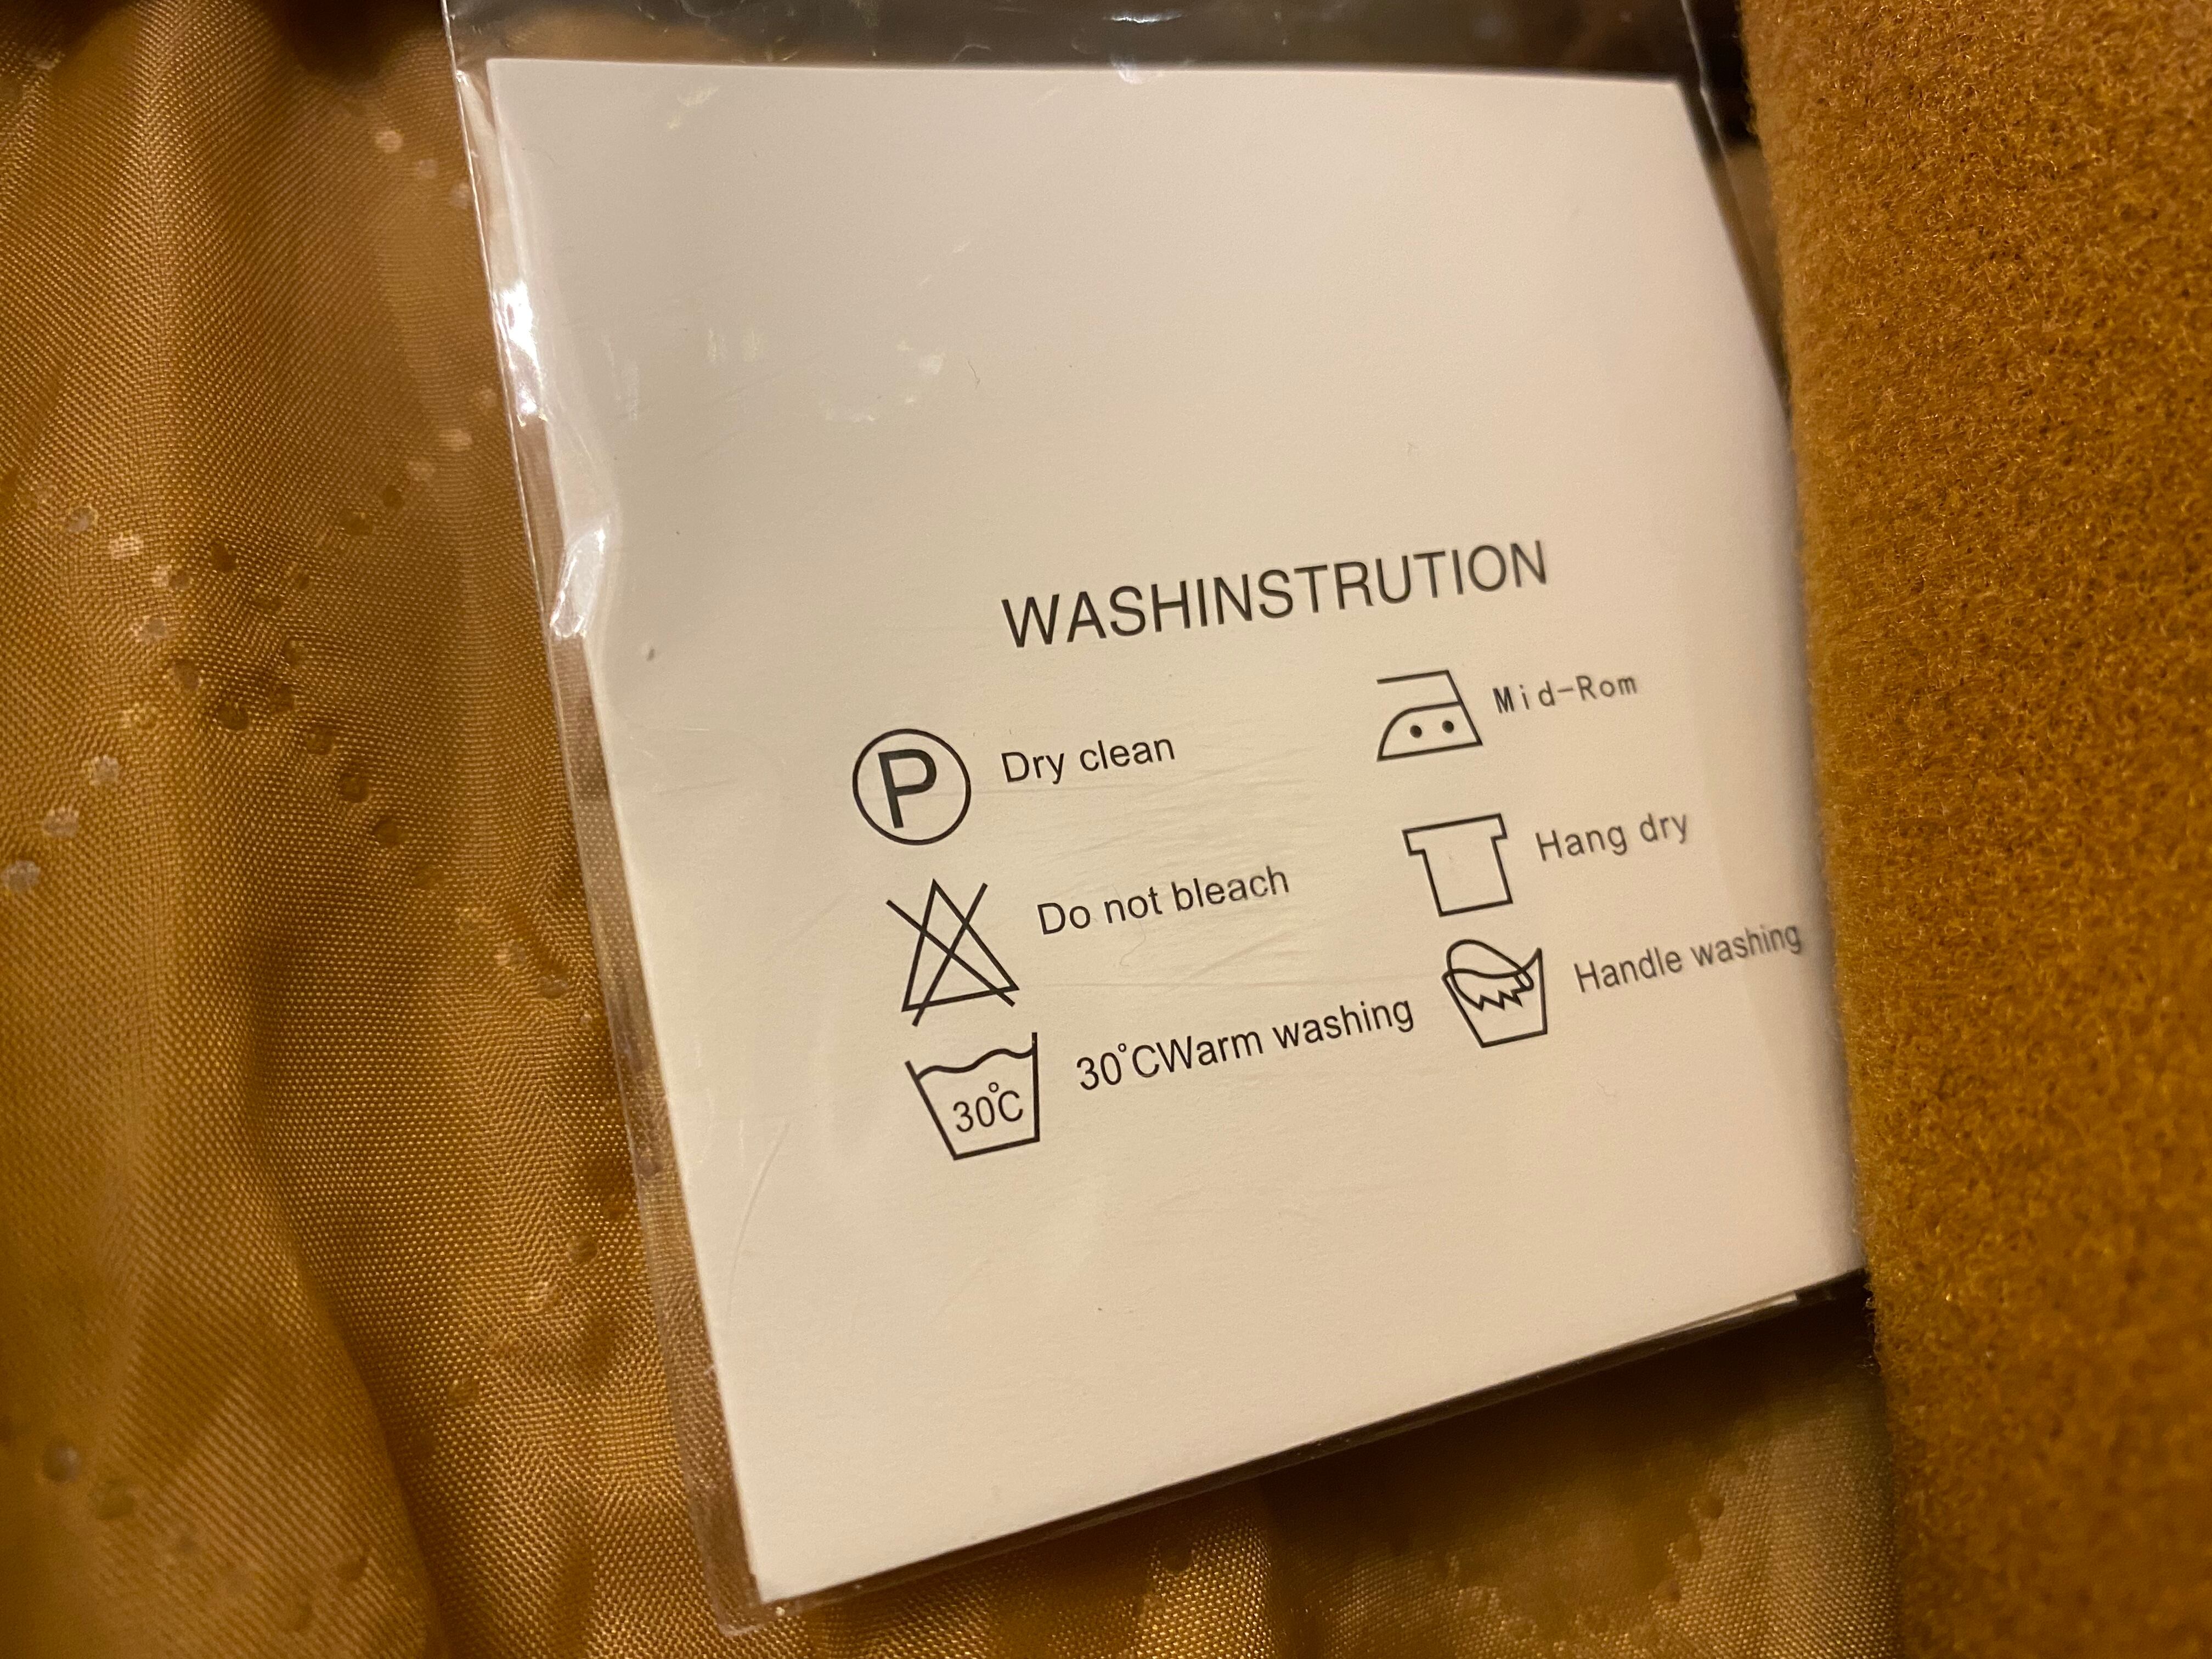 WASHINSTRUTION
P Dry clean
Mid-Rom
Do not bleach
Hang dry
30°C 30°CWarm washing
Handle washing